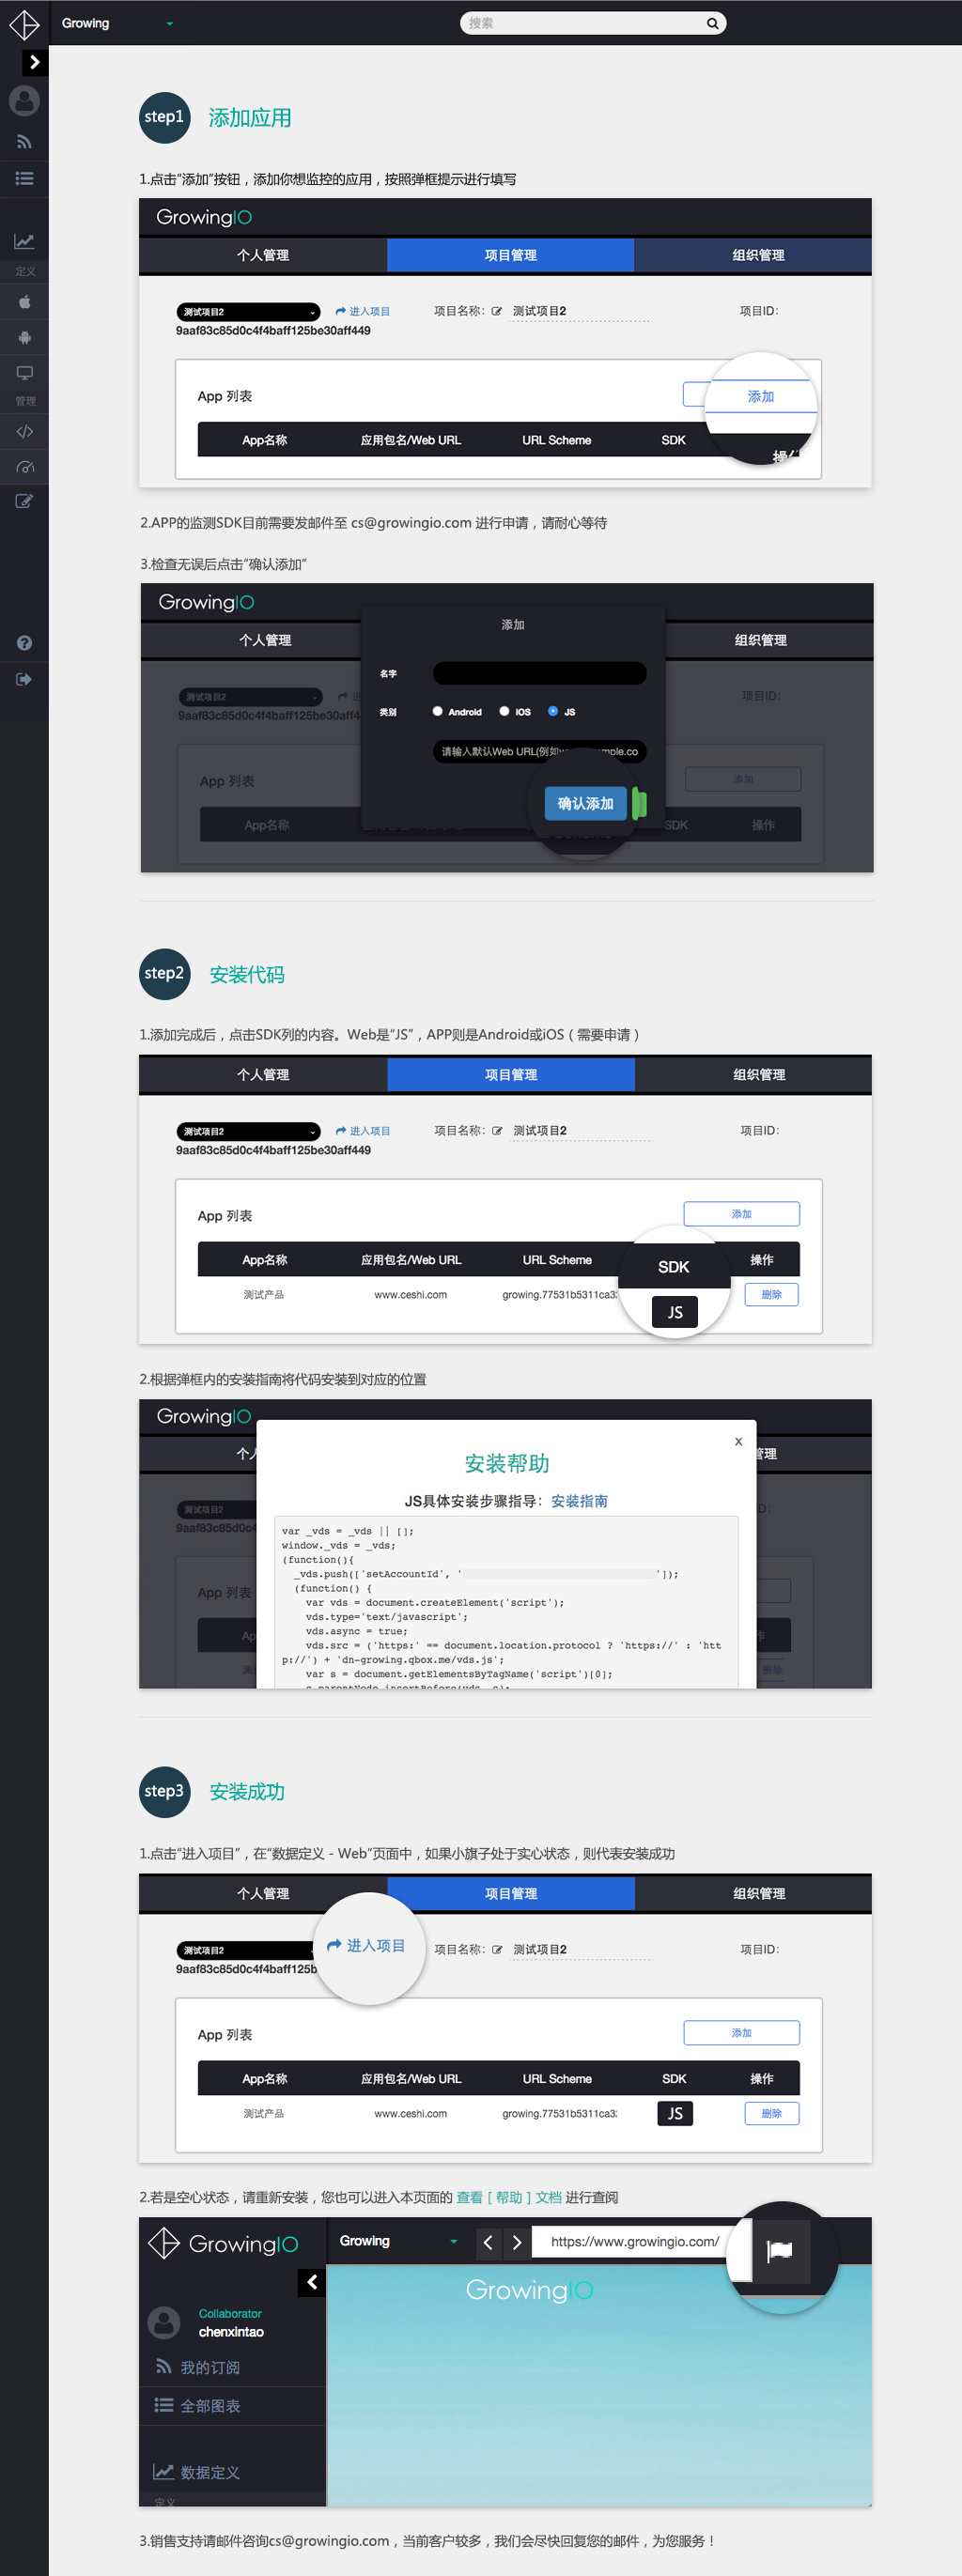 Growing
搜索
定义
管理
step1 添加应用
1.点击“添加”按钮，添加你想监控的应用，按照弹框提示进行填写
GrowingIO
个人管理 项目管理 组织管理
测试项目2 进入项目 项目名称： 测试项目2 项目ID：
9aaf83c85d0c4f4baff125be30aff449
App 列表 添加
App名称 应用包名/Web URL URL Scheme SDK 操作
2.APP的监测SDK目前需要发邮件至 cs@growingio.com 进行申请，请耐心等待
3.检查无误后点击“确认添加”
GrowingIO
添加
个人管理 组织管理
名字
测试项目2 项目ID：
9aaf83c85d0c4f4baff125be30aff4
类别 Android IOS JS
请输入默认Web URL(例如
App 列表 添加
确认添加
App名称 SDK 操作
step2 安装代码
1.添加完成后，点击SDK列的内容。Web是“JS”，APP则是Android或iOS（需要申请）
个人管理 项目管理 组织管理
测试项目2 进入项目 项目名称： 测试项目2 项目ID：
9aaf83c85d0c4f4baff125be30aff449
App 列表 添加
App名称 应用包名/Web URL URL Scheme SDK 操作
测试产品 www.ceshi.com growing.77531b5311ca3 JS 删除
2.根据弹框内的安装指南将代码安装到对应的位置
GrowingIO
x
安装帮助
个人 管理
JS具体安装步骤指导：安装指南
测试项目2
9aaf83c85d0c
var _vds = _vds || [];
window._vds = _vds;
(function(){
_vds.push(['setAccountId', ' ']);
(function() {
var vds = document.createElement('script');
vds.type='text/javascript';
vds.async = true;
vds.src = ('https:' == document.location.protocol ? 'https://' : 'htt
p://') + 'dn-growing.qbox.me/vds.js';
var s = document.getElementsByTagName('script')[0];
s.parentNode.insertBefore(vds, s);
App 列表
删除
step3 安装成功
1.点击“进入项目”，在“数据定义 - Web”页面中，如果小旗子处于实心状态，则代表安装成功
个人管理 项目管理 组织管理
测试项目2 进入项目 项目名称： 测试项目2 项目ID：
9aaf83c85d0c4f4baff125b
App 列表 添加
App名称 应用包名/Web URL URL Scheme SDK 操作
测试产品 www.ceshi.com growing.77531b5311ca3 JS 删除
2.若是空心状态，请重新安装，您也可以进入本页面的 查看 [ 帮助 ] 文档 进行查阅
GrowingIO Growing https://www.growingio.com/
GrowingIO
Collaborator
chenxintao
我的订阅
全部图表
数据定义
定义
3.销售支持请邮件咨询cs@growingio.com，当前客户较多，我们会尽快回复您的邮件，为您服务！